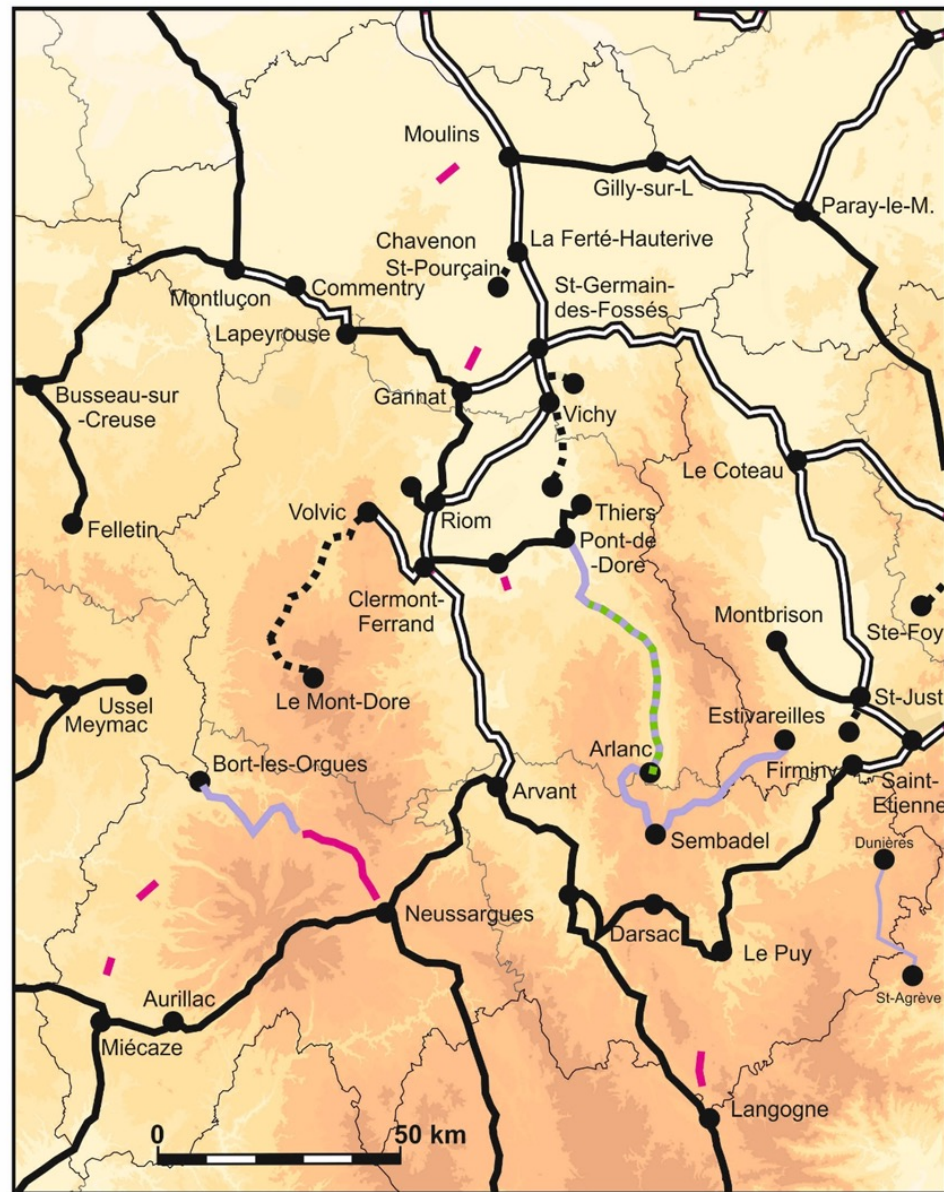 Moulins
Gilly-sur-L
Paray-le-M.
Chavenon
La Ferté-Hauterive
St-Pourçain
St-Germain-
des-Fossés
Montluçon
Commentry
Lapeyrouse
Busseau-sur
-Creuse
Gannat
Vichy
Le Coteau
Felletin
Volvic
Riom
Thiers
Pont-de
-Dore
Clermont-
Ferrand
Montbrison
Ste-Foy
Le Mont-Dore
Ussel
Meymac
St-Just
Estivareilles
Bort-les-Orgues
Arlanc
Firminy
Saint-
Etienne
Arvant
Sembadel
Dunières
Neussargues
Darsac
Le Puy
Aurillac
St-Agrève
Miécaze
Langogne
0 50 km